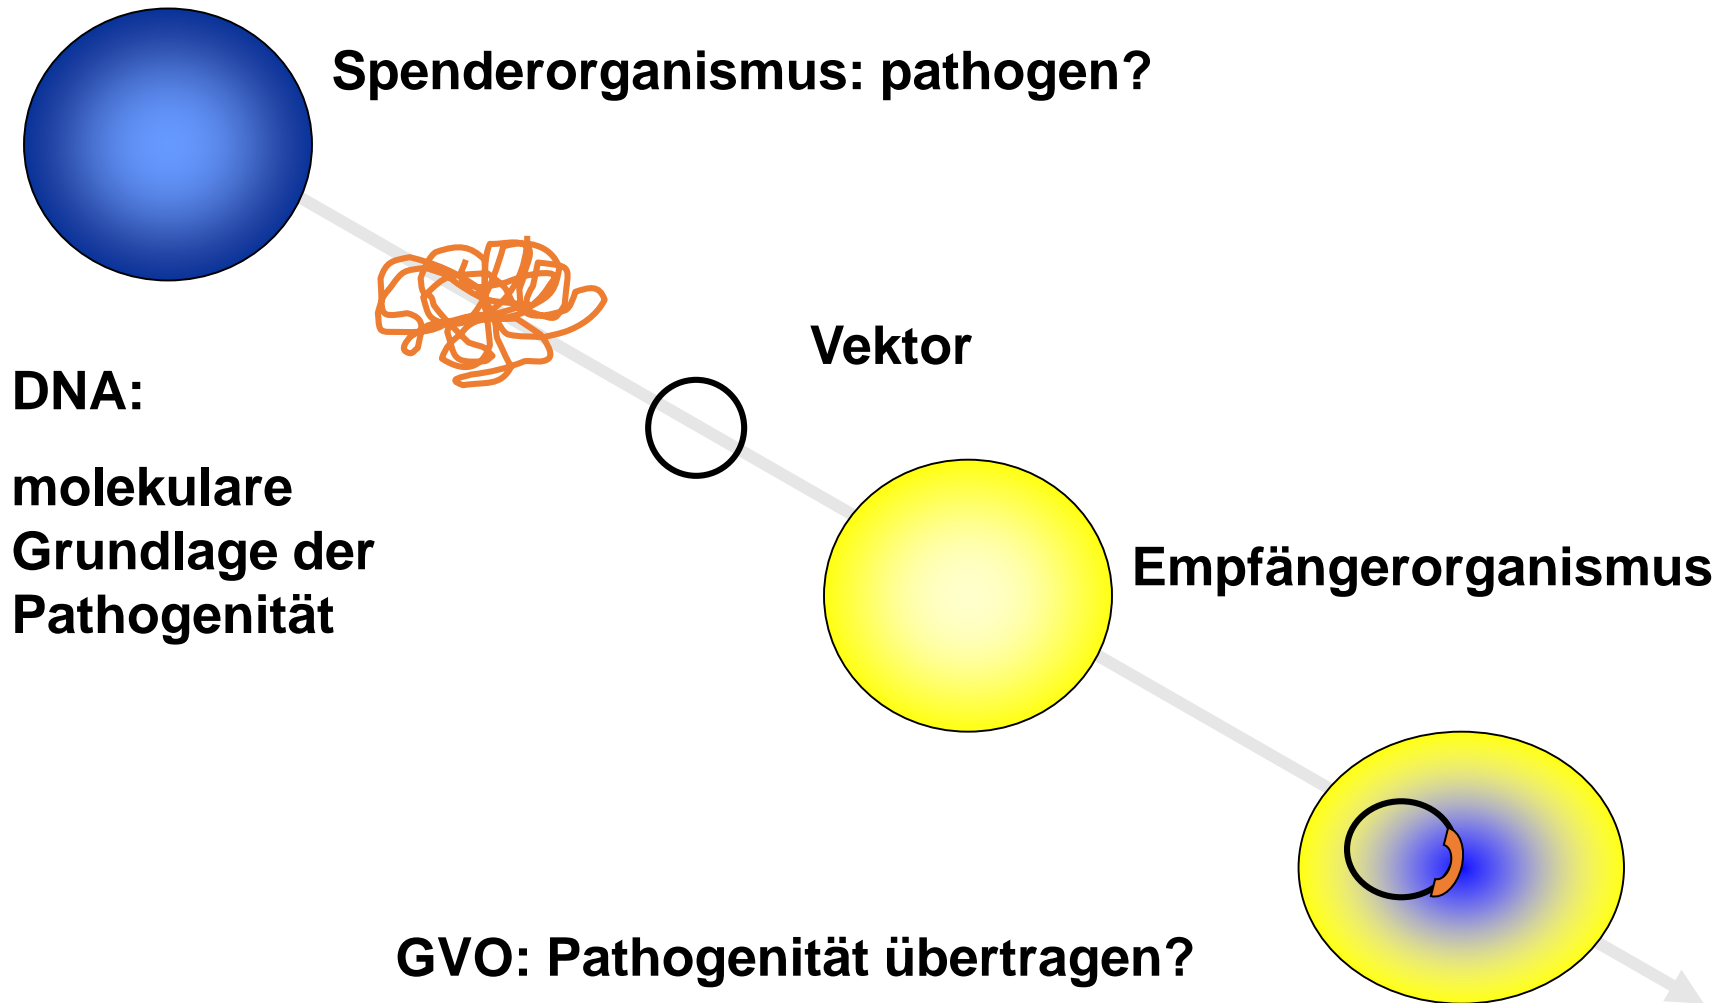 Spenderorganismus: pathogen?
Vektor
DNA:
molekulare
Grundlage der
Pathogenität
Empfängerorganismus
GVO: Pathogenität übertragen?